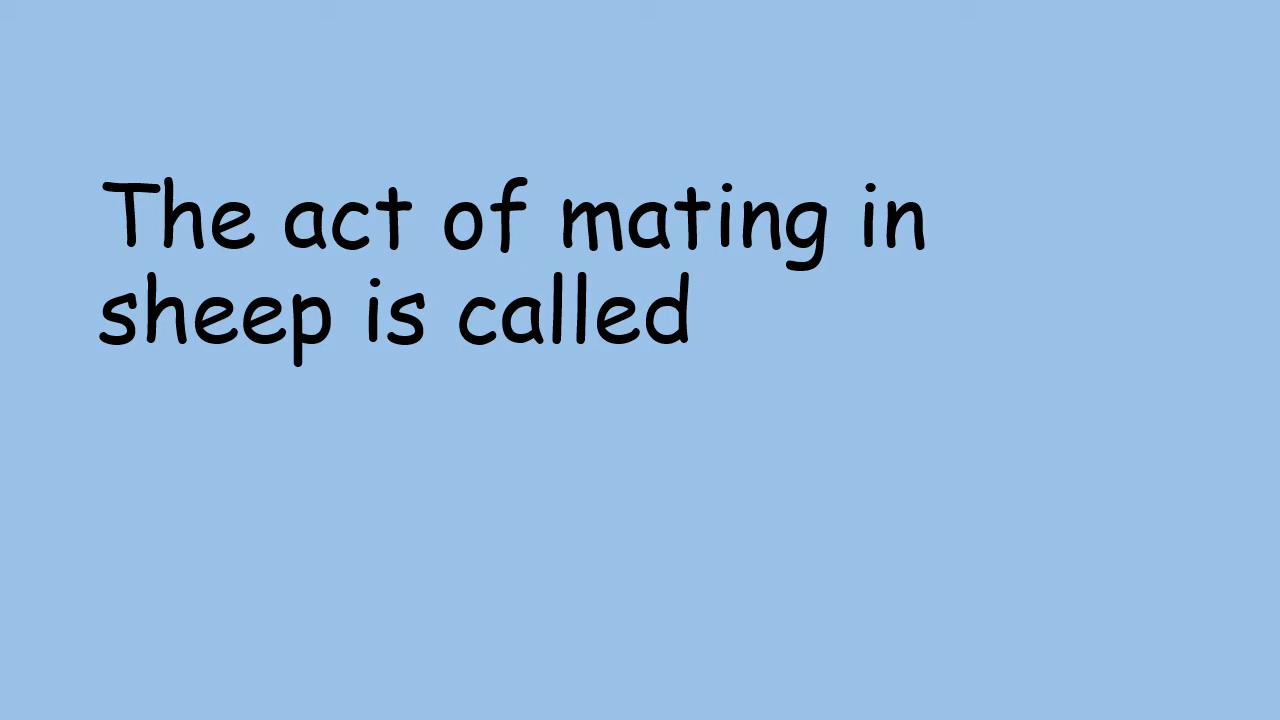 The act of mating in
sheep is called